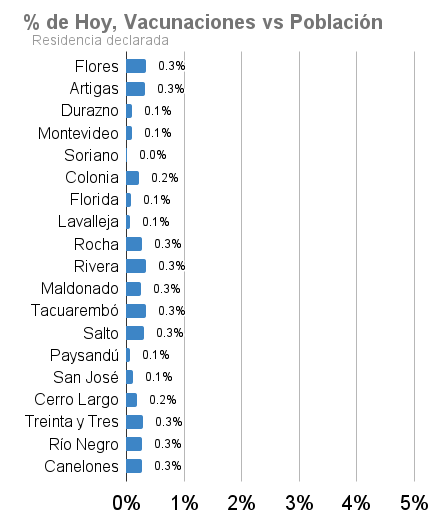 % de Hoy, Vacunaciones vs Población
Residencia declarada
Flores 0.3%
Artigas 0.3%
Durazno 0.1%
Montevideo 0.1%
Soriano 0.0%
Colonia 0.2%
Florida 0.1%
Lavalleja 0.1%
Rocha 0.3%
Rivera 0.3%
Maldonado 0.3%
Tacuarembó 0.3%
Salto 0.3%
Paysandú 0.1%
San José 0.1%
Cerro Largo 0.2%
Treinta y Tres 0.3%
Río Negro 0.3%
Canelones 0.3%
0% 1% 2% 3% 4% 5%